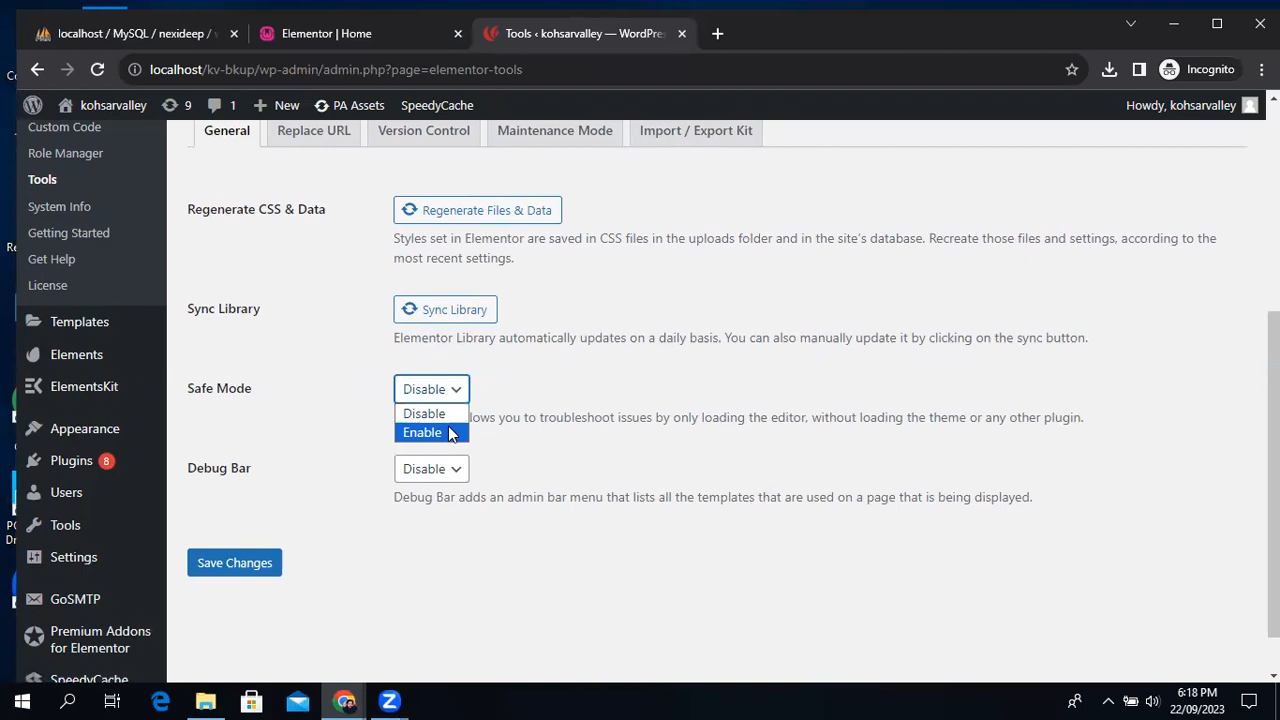 localhost / MySQL / nexideep / v
Elementor | Home
Tools ‹ kohsarvalley — WordPres
localhost/kv-bkup/wp-admin/admin.php?page=elementor-tools
Incognito
kohsarvalley
9
1
New
PA Assets
SpeedyCache
Howdy, kohsarvalley
Custom Code
Role Manager
Tools
System Info
Getting Started
Get Help
License
Templates
Elements
ElementsKit
Appearance
Plugins 8
Users
Tools
Settings
GoSMTP
Premium Addons
for Elementor
SpeedyCache
General
Replace URL
Version Control
Maintenance Mode
Import / Export Kit
Regenerate CSS & Data
Regenerate Files & Data
Styles set in Elementor are saved in CSS files in the uploads folder and in the site's database. Recreate those files and settings, according to the
most recent settings.
Sync Library
Sync Library
Elementor Library automatically updates on a daily basis. You can also manually update it by clicking on the sync button.
Safe Mode
Disable
Disable
Enable
lows you to troubleshoot issues by only loading the editor, without loading the theme or any other plugin.
Debug Bar
Disable
Debug Bar adds an admin bar menu that lists all the templates that are used on a page that is being displayed.
Save Changes
6:18 PM
22/09/2023